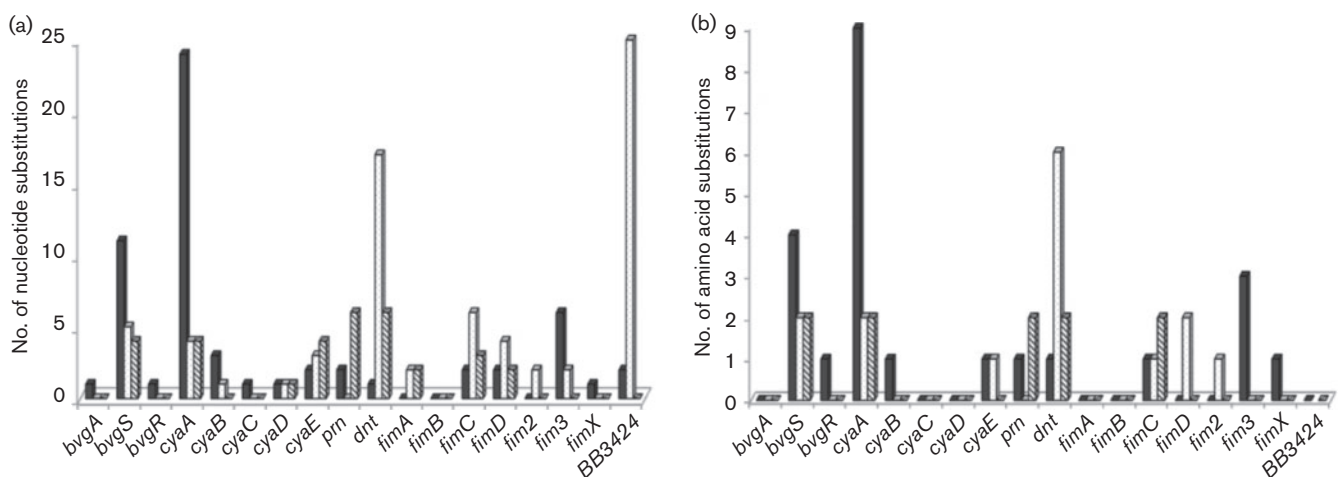 (a)
No. of nucleotide substitutions
25
20
15
10
5
0
bvgA
bvgS
bvgR
cyaA
cyaB
cyaC
cyaD
cyaE
prn
dnt
fimA
fimB
fimC
fimD
fim2
fim3
fimX
BB3424
(b)
No. of amino acid substitutions
9
8
7
6
5
4
3
2
1
0
bvgA
bvgS
bvgR
cyaA
cyaB
cyaC
cyaD
cyaE
prn
dnt
fimA
fimB
fimC
fimD
fim2
fim3
fimX
BB3424